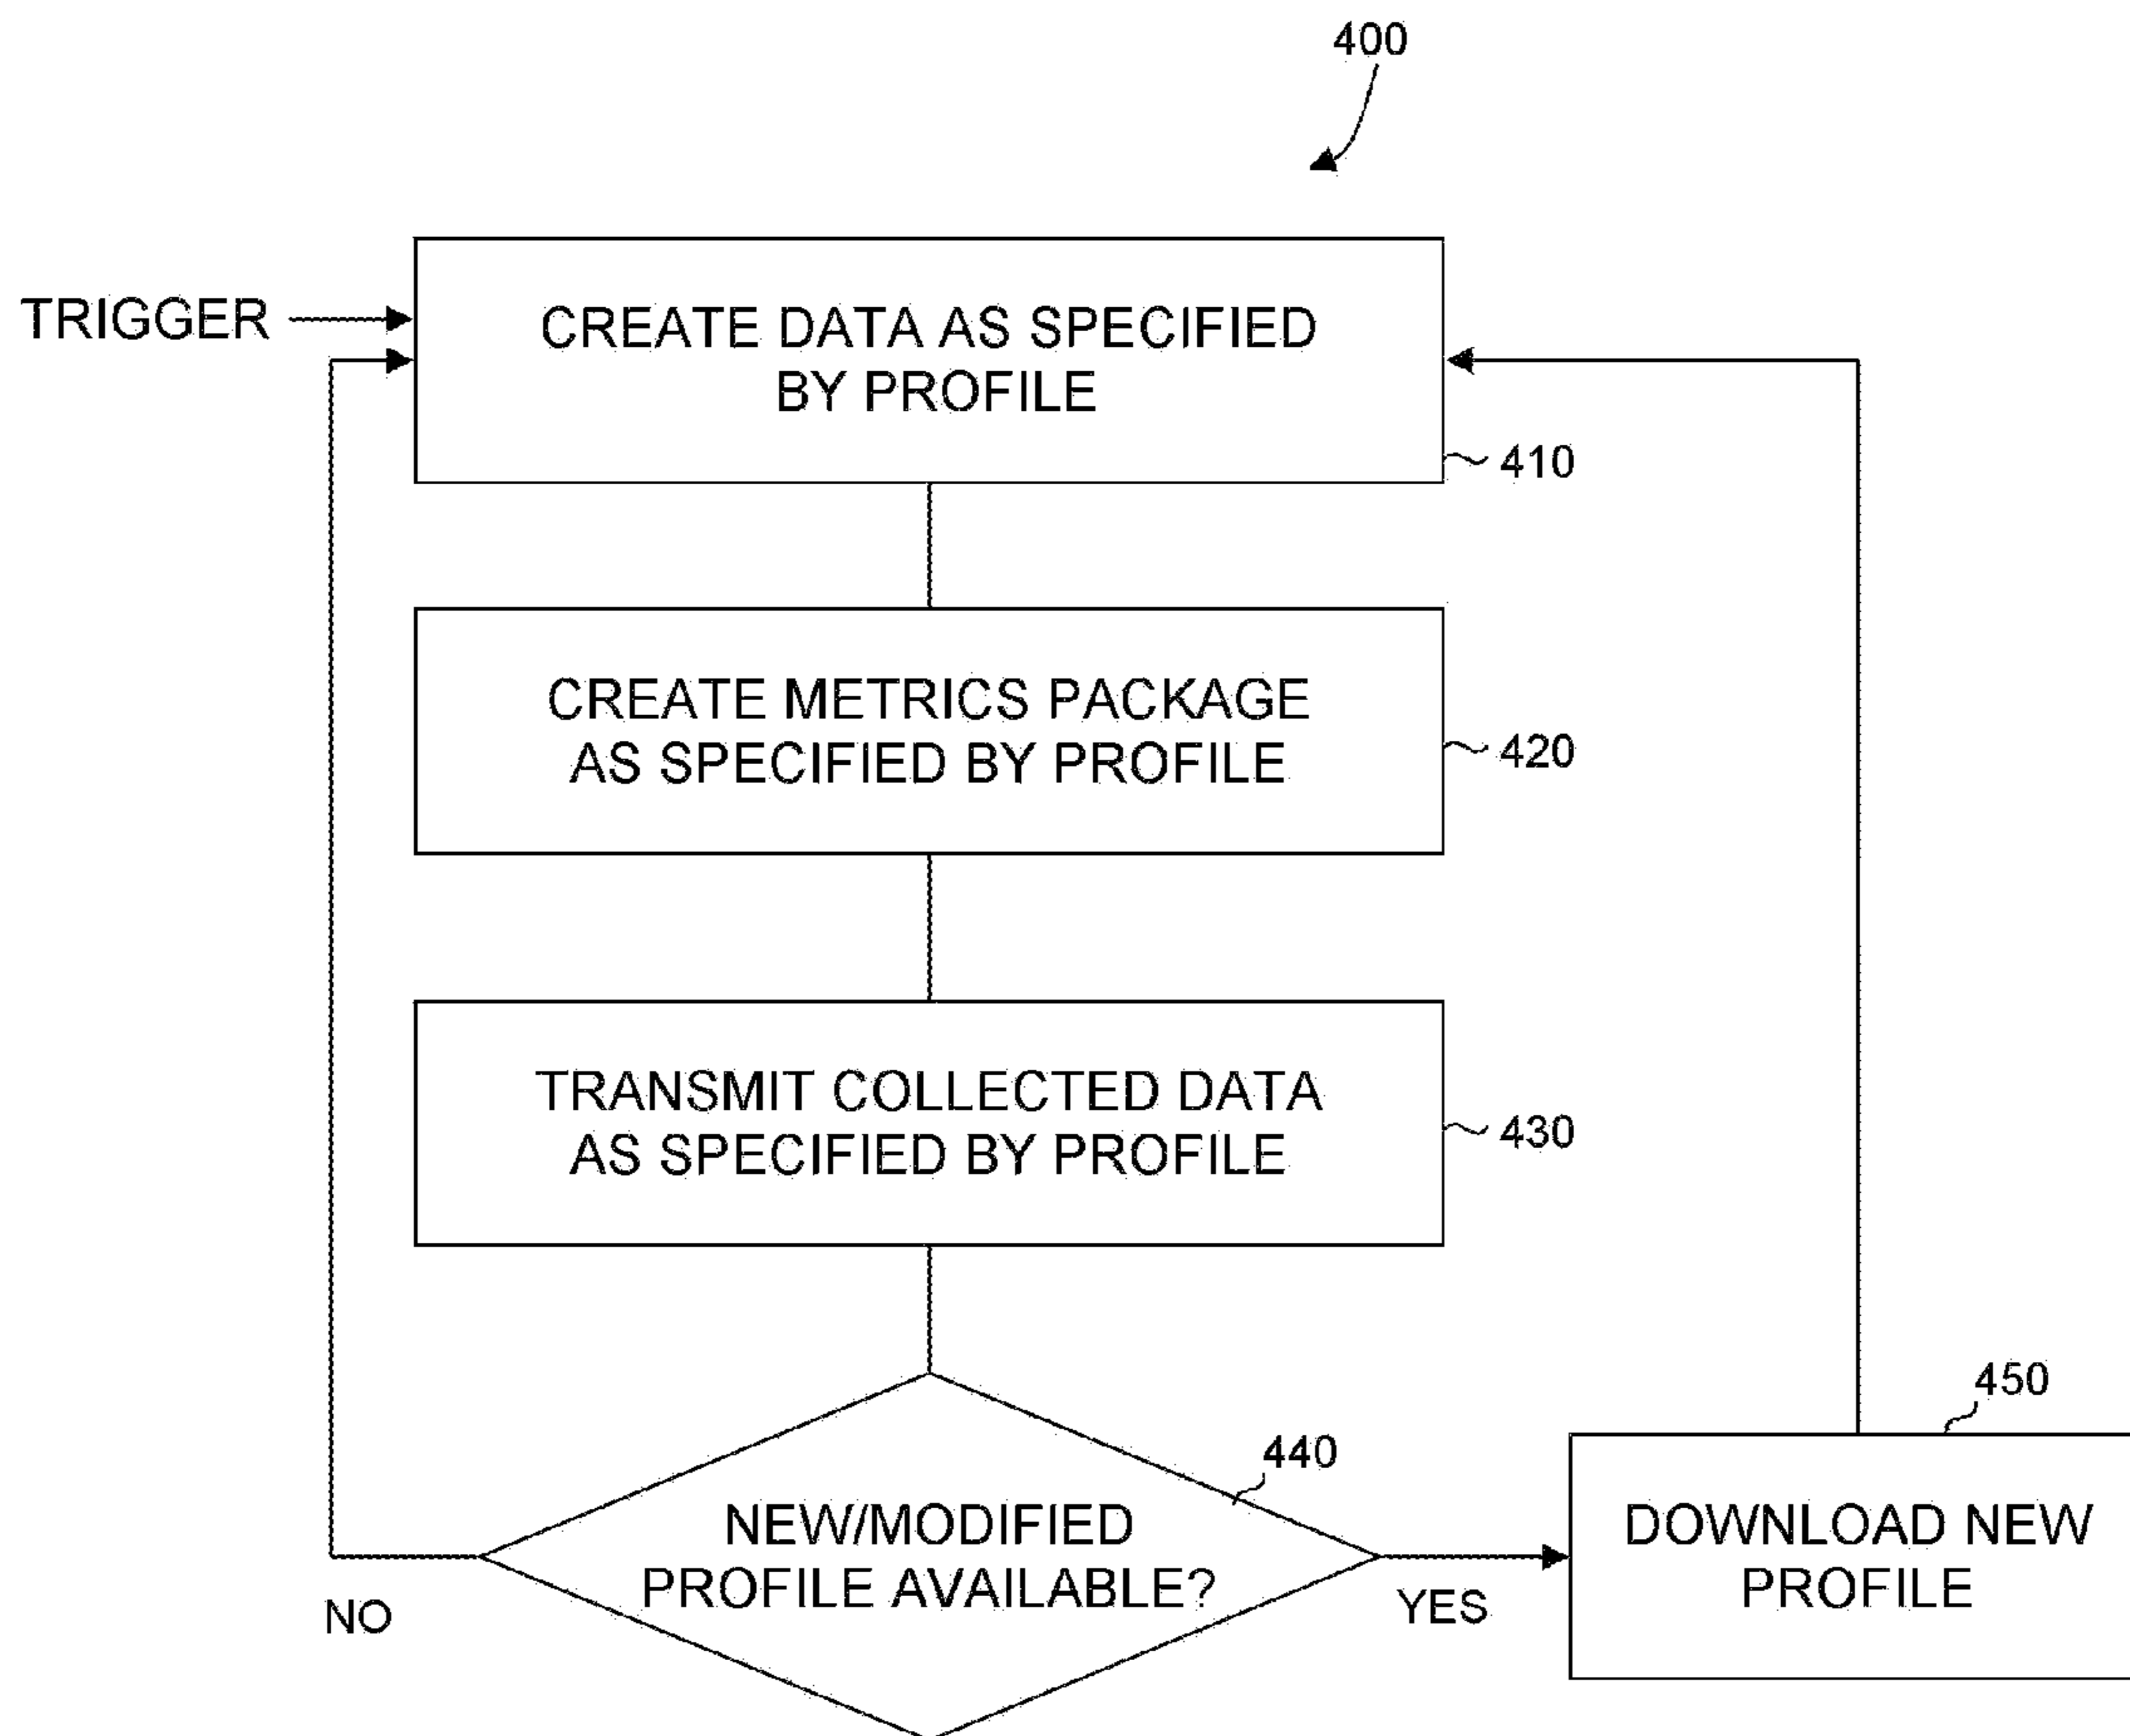 400
TRIGGER
CREATE DATA AS SPECIFIED
BY PROFILE
410
CREATE METRICS PACKAGE
AS SPECIFIED BY PROFILE
420
TRANSMIT COLLECTED DATA
AS SPECIFIED BY PROFILE
430
440
NEW/MODIFIED
PROFILE AVAILABLE?
NO
YES
450
DOWNLOAD NEW
PROFILE